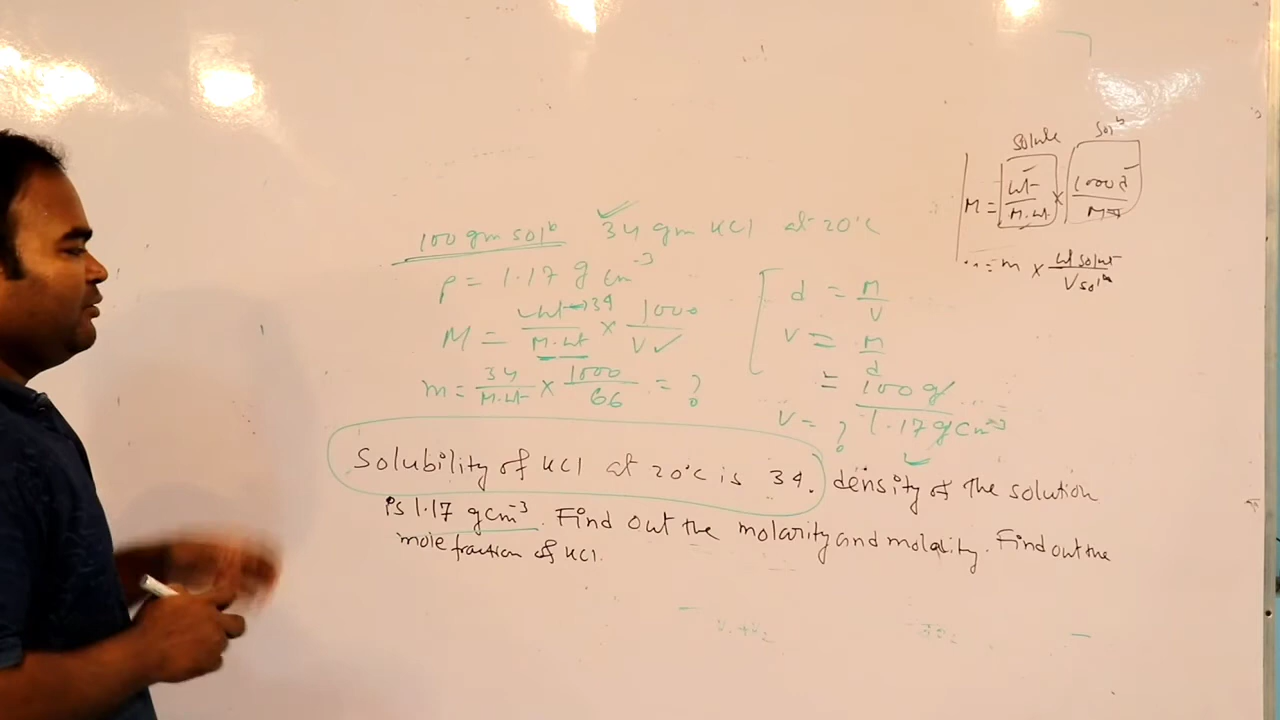 solute solⁿ
M = wt / M.wt × 1000 d
m × wt solut / V solⁿ
100 gm solⁿ 34 gm KCl at 20°c
ρ = 1.17 g cm⁻³
M = wt→34 / M.wt × 1000 / V ✓
m = 34 / M.wt × 1000 / 66 = ?
d = M / V
V = M / d
= 100 g / 1.17 g cm⁻³
V = ?
Solubility of KCl at 20°c is 34. density of the solution
is 1.17 gcm⁻³. Find out the molarity and molality. Find out the
mole fraction of KCl.